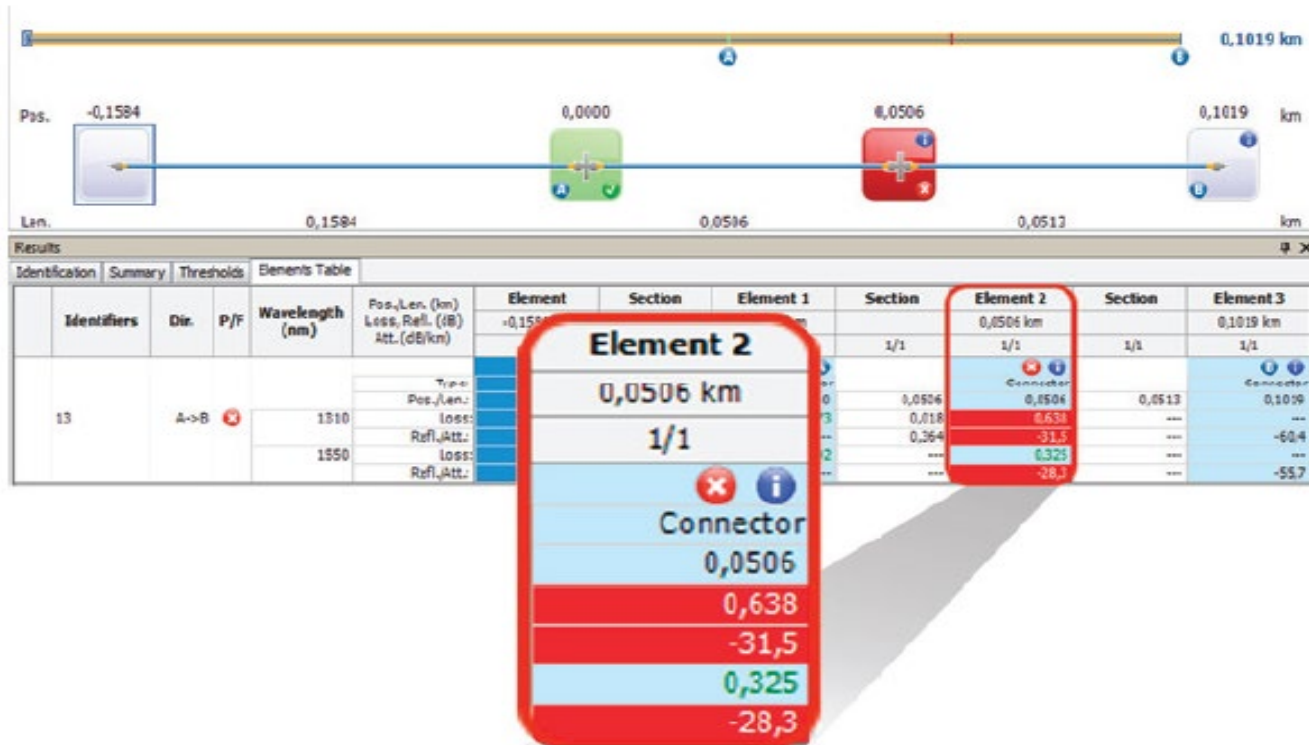 0,1019 km
A
B
Pos. -0,1584 0,0000 0,0506 0,1019 km
A B
Len. 0,1584 0,0506 0,0513 km
Results
Identification Summary Thresholds Elements Table
Identifiers Dir. P/F Wavelength (nm) Pos./Len. (km) Loss, Refl. (dB) Att. (dB/km) Element Section Element 1 Section Element 2 Section Element 3
0,0506 km 0,1019 km
1/1 1/1 1/1 1/1
Type: Connector Connector
Pos./Len.: 0,0506 0,0506 0,0513 0,1019
13 A->B 1310 Loss: 0,018 0,638 --- ---
Refl./Att.: --- 0,364 -31,5 --- -60,4
1550 Loss: --- 0,325 --- ---
Refl./Att.: --- --- -28,3 --- -55,7
Element 2
0,0506 km
1/1
Connector
0,0506
0,638
-31,5
0,325
-28,3